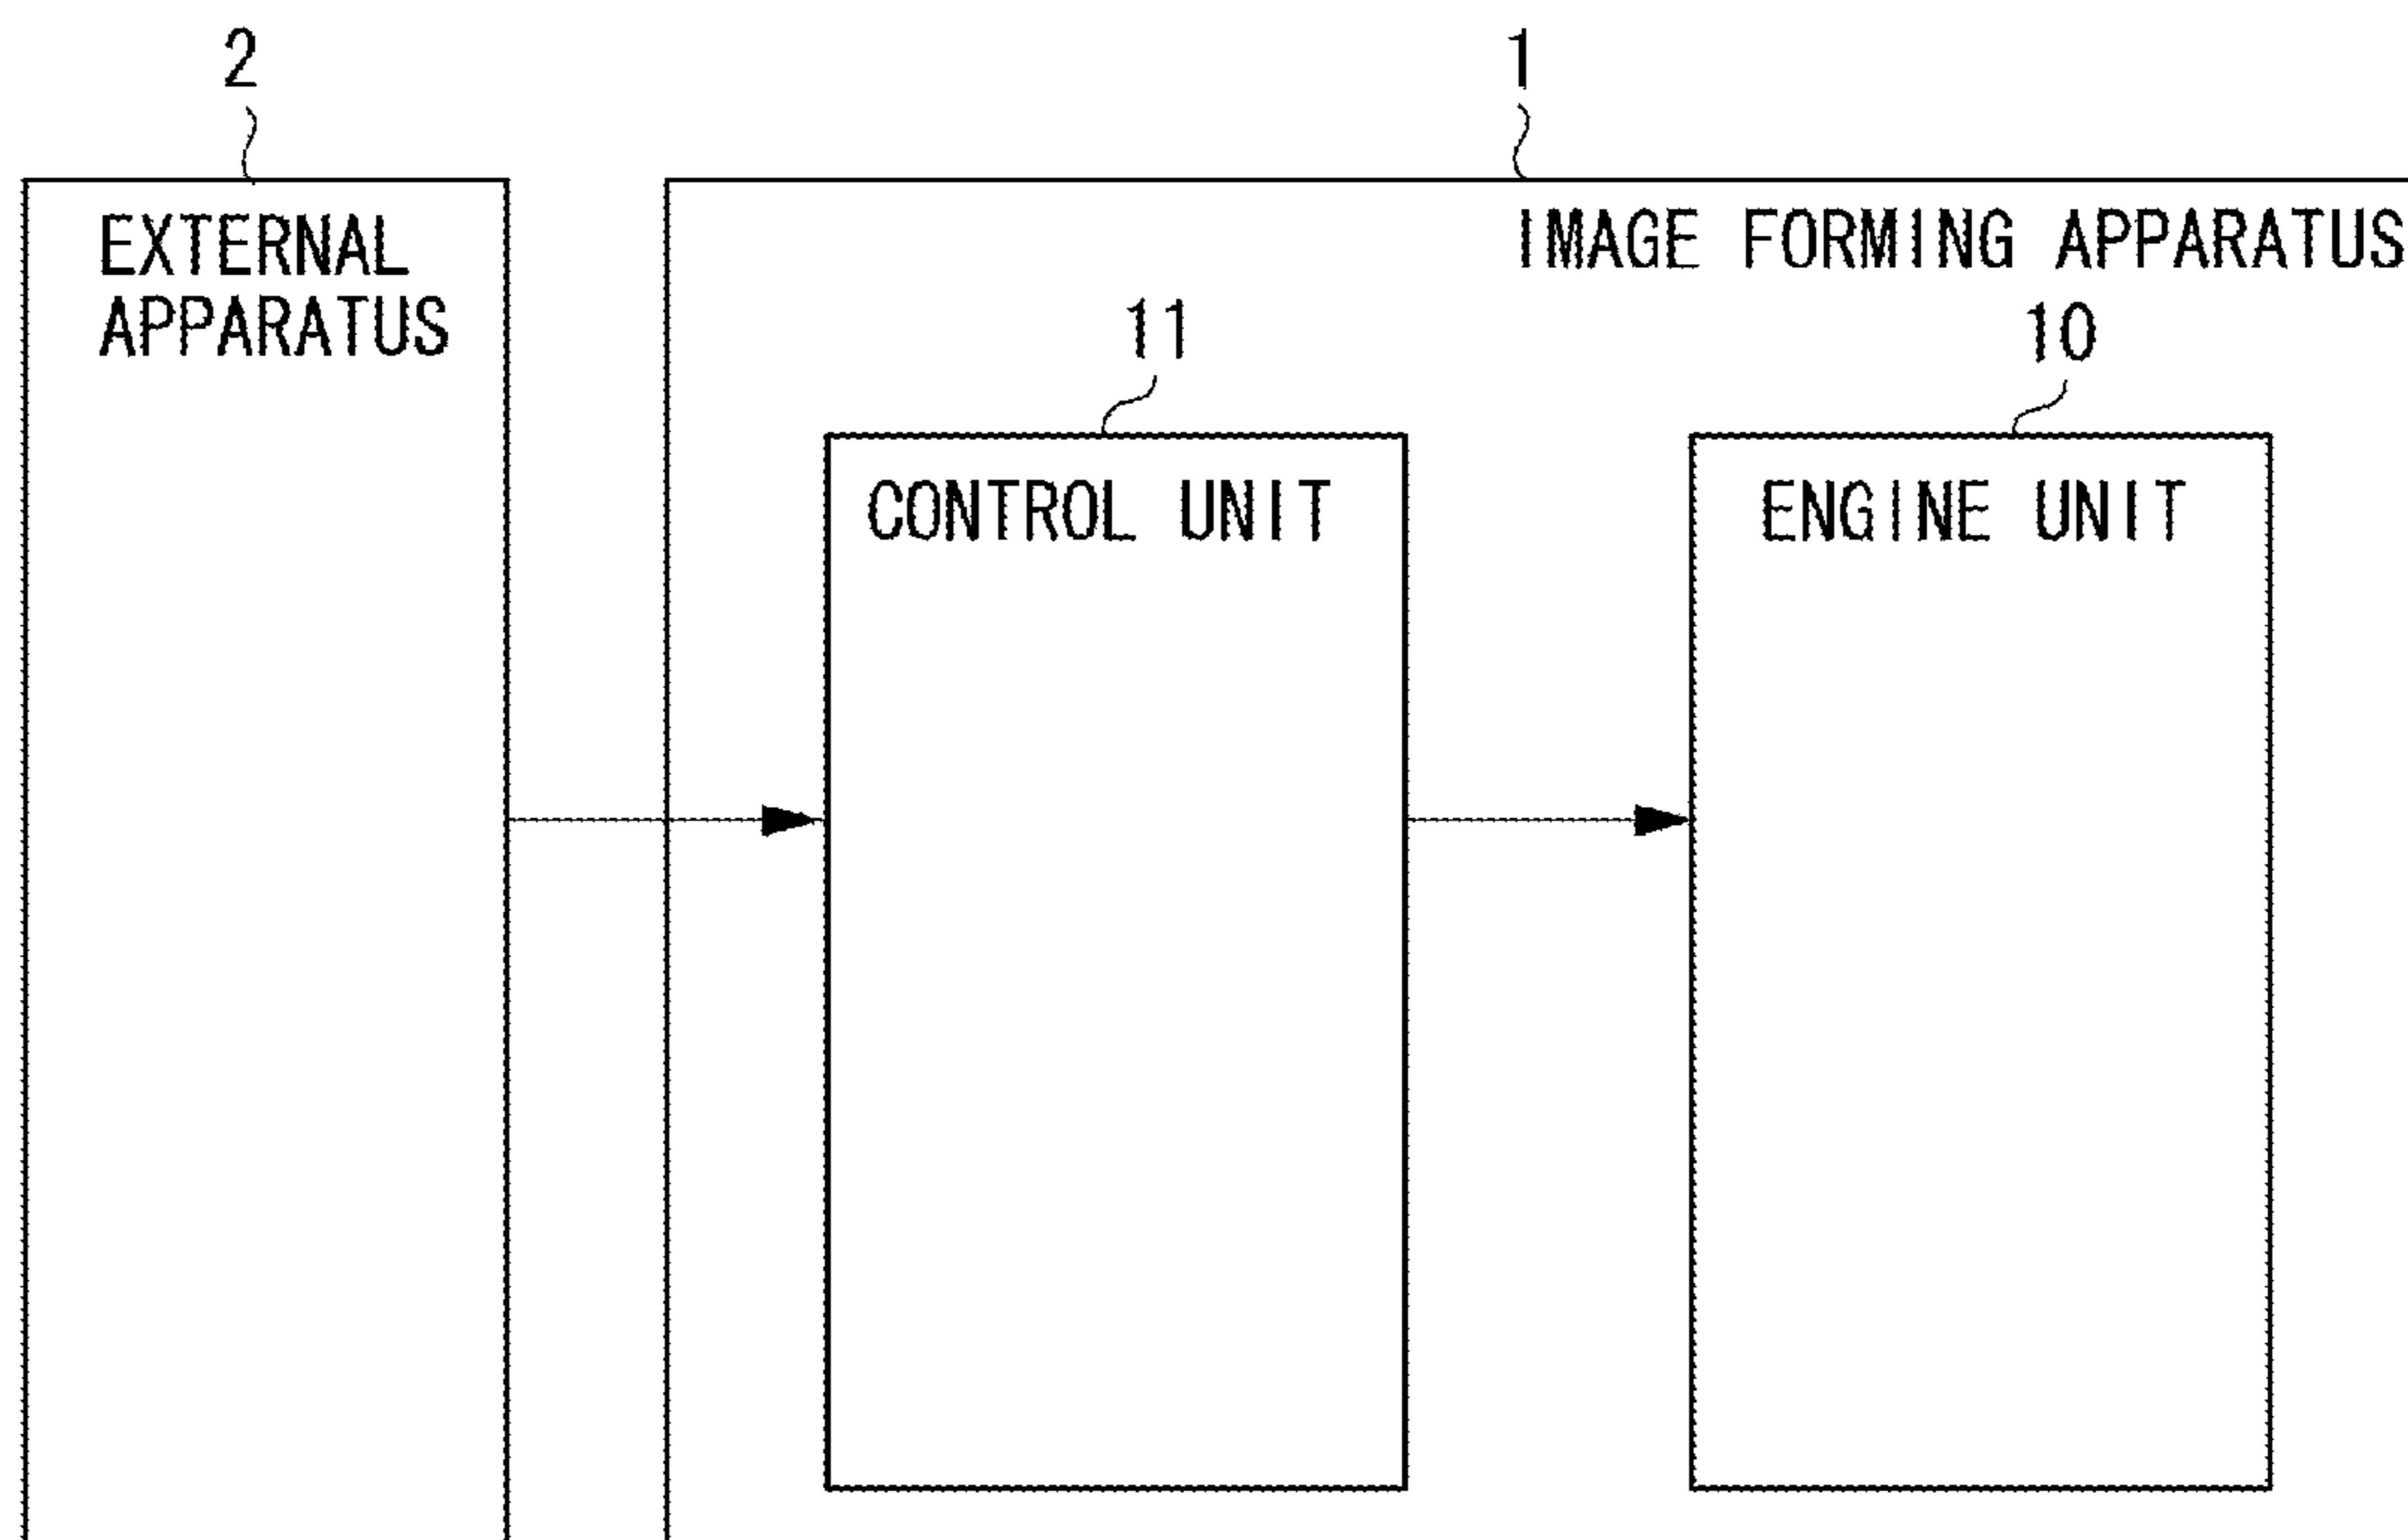 2
1
EXTERNAL
APPARATUS
IMAGE FORMING APPARATUS
11
10
CONTROL UNIT
ENGINE UNIT